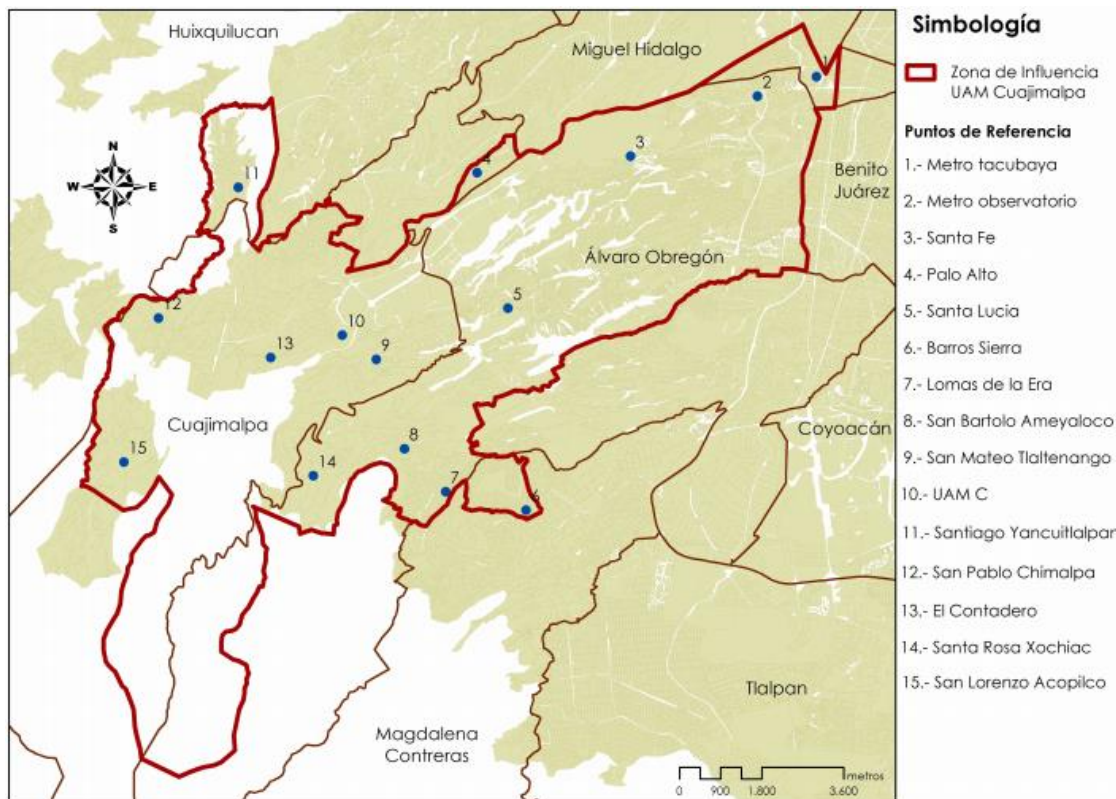 Huixquilucan
Miguel Hidalgo
1
2
3
4
N
W E
S
11
Benito
Juárez
Álvaro Obregón
5
12
10
13
9
Cuajimalpa
Coyoacán
8
15
14
7
6
Tlalpan
Magdalena
Contreras
metros
0 900 1.800 3.600
Simbología
Zona de Influencia
UAM Cuajimalpa
Puntos de Referencia
1.- Metro tacubaya
2.- Metro observatorio
3.- Santa Fe
4.- Palo Alto
5.- Santa Lucía
6.- Barros Sierra
7.- Lomas de la Era
8.- San Bartolo Ameyaloco
9.- San Mateo Tlaltenango
10.- UAM C
11.- Santiago Yancuitlalpan
12.- San Pablo Chimalpa
13.- El Contadero
14.- Santa Rosa Xochiac
15.- San Lorenzo Acopilco